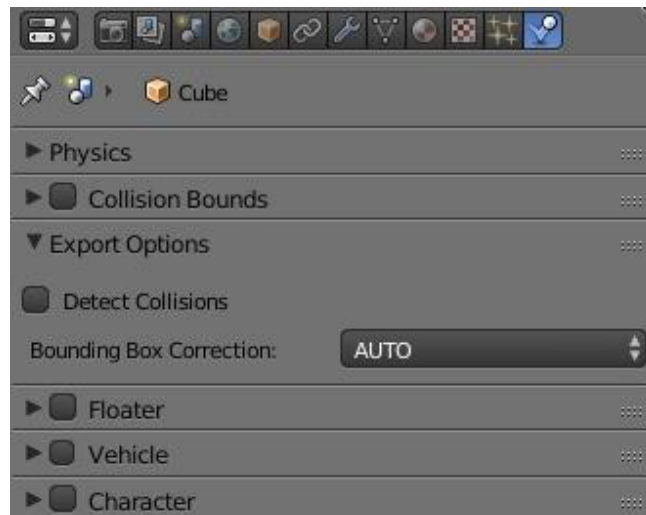 Cube
Physics
Collision Bounds
Export Options
Detect Collisions
Bounding Box Correction: AUTO
Floater
Vehicle
Character